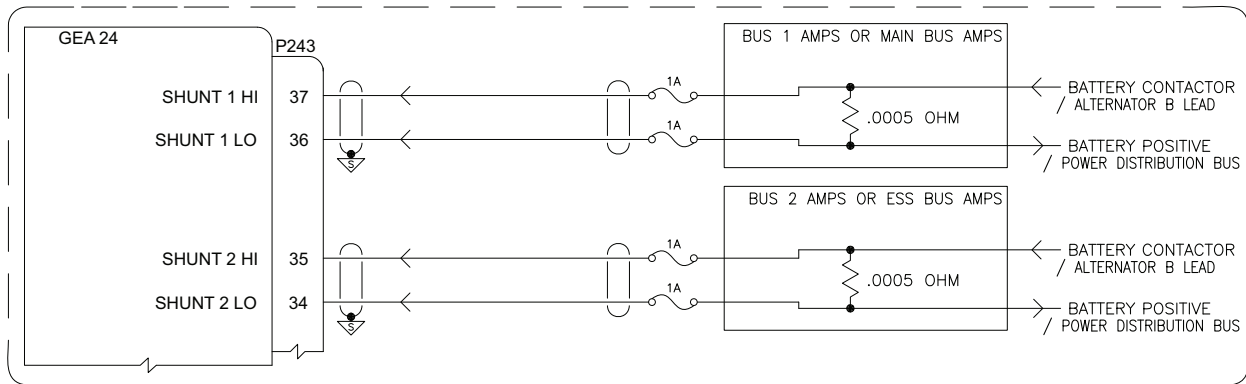 GEA 24
P243
BUS 1 AMPS OR MAIN BUS AMPS
SHUNT 1 HI 37
1A
BATTERY CONTACTOR
/ ALTERNATOR B LEAD
.0005 OHM
SHUNT 1 LO 36
1A
BATTERY POSITIVE
/ POWER DISTRIBUTION BUS
S
BUS 2 AMPS OR ESS BUS AMPS
SHUNT 2 HI 35
1A
BATTERY CONTACTOR
/ ALTERNATOR B LEAD
.0005 OHM
SHUNT 2 LO 34
1A
BATTERY POSITIVE
/ POWER DISTRIBUTION BUS
S